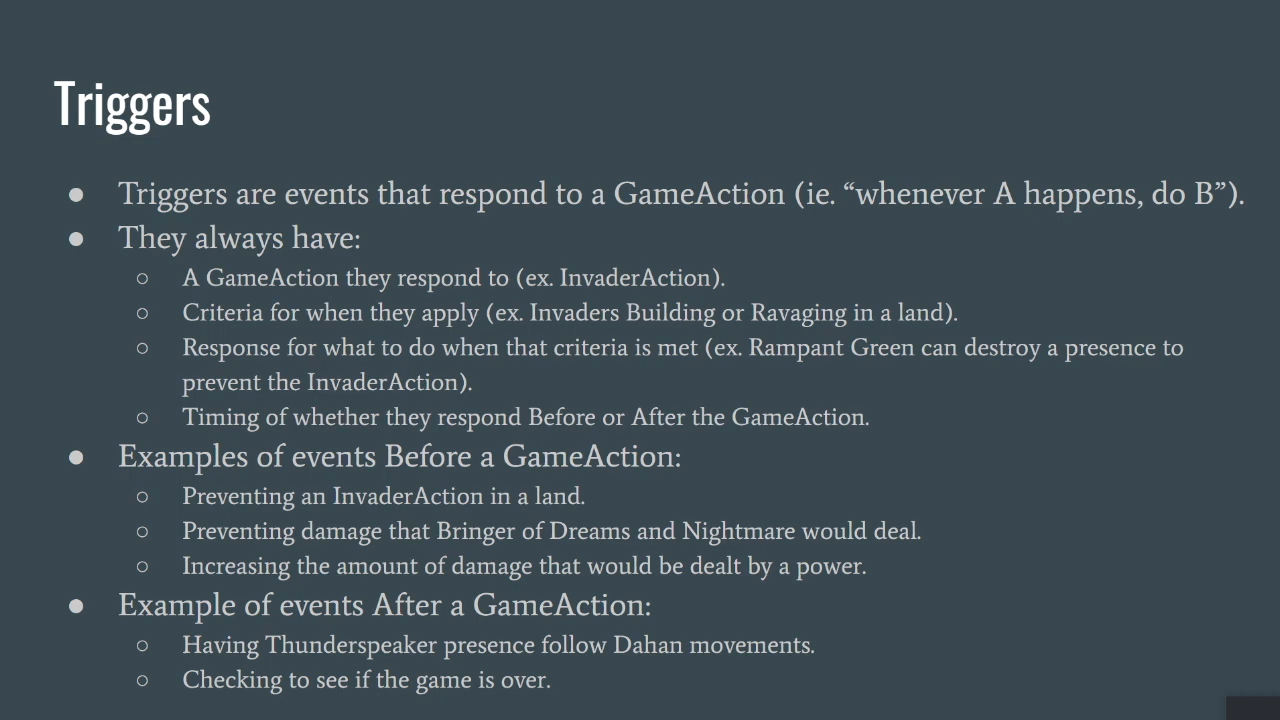 Triggers
● Triggers are events that respond to a GameAction (ie. “whenever A happens, do B”).
● They always have:
○ A GameAction they respond to (ex. InvaderAction).
○ Criteria for when they apply (ex. Invaders Building or Ravaging in a land).
○ Response for what to do when that criteria is met (ex. Rampant Green can destroy a presence to
prevent the InvaderAction).
○ Timing of whether they respond Before or After the GameAction.
● Examples of events Before a GameAction:
○ Preventing an InvaderAction in a land.
○ Preventing damage that Bringer of Dreams and Nightmare would deal.
○ Increasing the amount of damage that would be dealt by a power.
● Example of events After a GameAction:
○ Having Thunderspeaker presence follow Dahan movements.
○ Checking to see if the game is over.